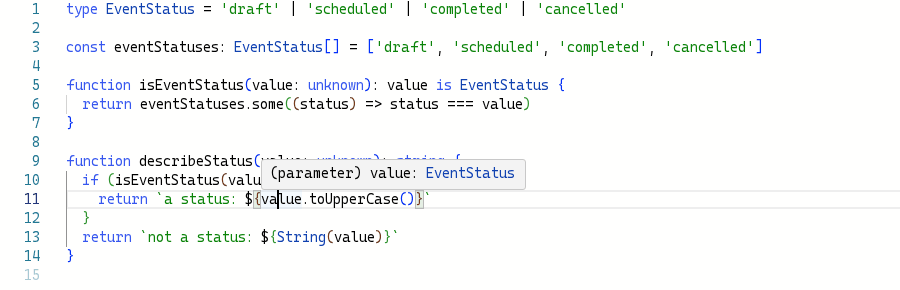 1 type EventStatus = 'draft' | 'scheduled' | 'completed' | 'cancelled'
2
3 const eventStatuses: EventStatus[] = ['draft', 'scheduled', 'completed', 'cancelled']
4
5 function isEventStatus(value: unknown): value is EventStatus {
6 return eventStatuses.some((status) => status === value)
7 }
8
9 function describeStatus(
(parameter) value: EventStatus
10 if (isEventStatus(valu
11 return `a status: ${value.toUpperCase()}`
12 }
13 return `not a status: ${String(value)}`
14 }
15